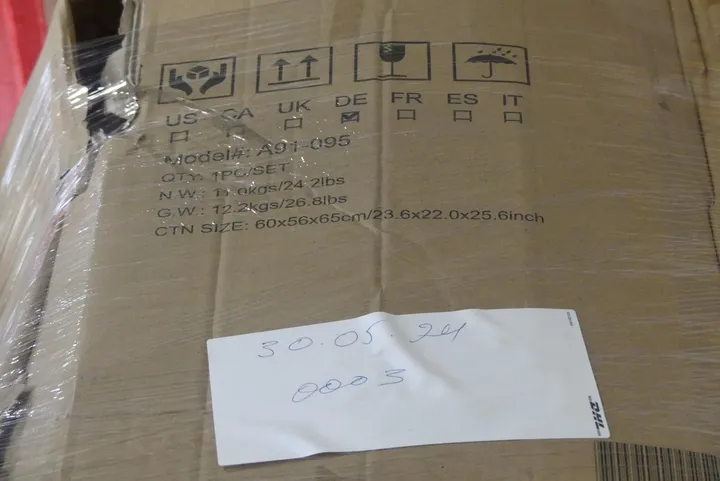 US CA UK DE FR ES IT
Model#: A91-095
QTY: 1PC/SET
N.W.: 11.0kgs/24.2lbs
G.W.: 12.2kgs/26.8lbs
CTN SIZE: 60x56x65cm/23.6x22.0x25.6inch
30.05.24
0003
DHL